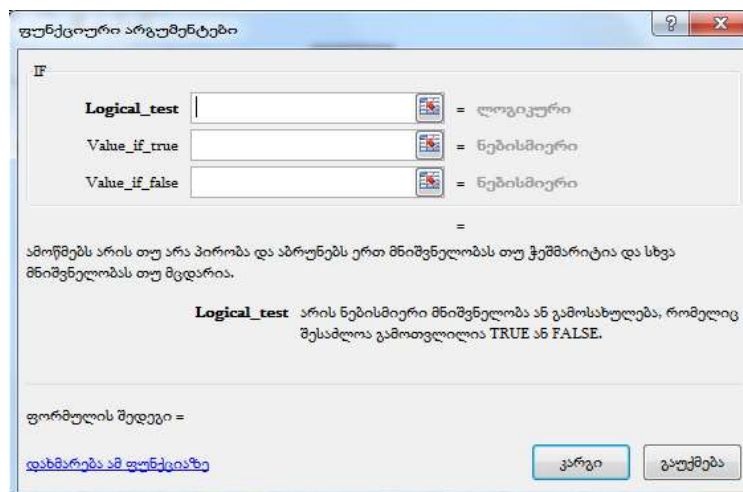 ფუნქციური არგუმენტები
IF
Logical_test = ლოგიკური
Value_if_true = ნებისმიერი
Value_if_false = ნებისმიერი
=
ამოწმებს არის თუ არა პირობა და აბრუნებს ერთ მნიშვნელობას თუ ჭეშმარიტია და სხვა
მნიშვნელობას თუ მცდარია.
Logical_test არის ნებისმიერი მნიშვნელობა ან გამოსახულება, რომელიც
შესაძლოა გამოთვლილია TRUE ან FALSE.
ფორმულის შედეგი =
დახმარება ამ ფუნქციაზე კარგი გაუქმება